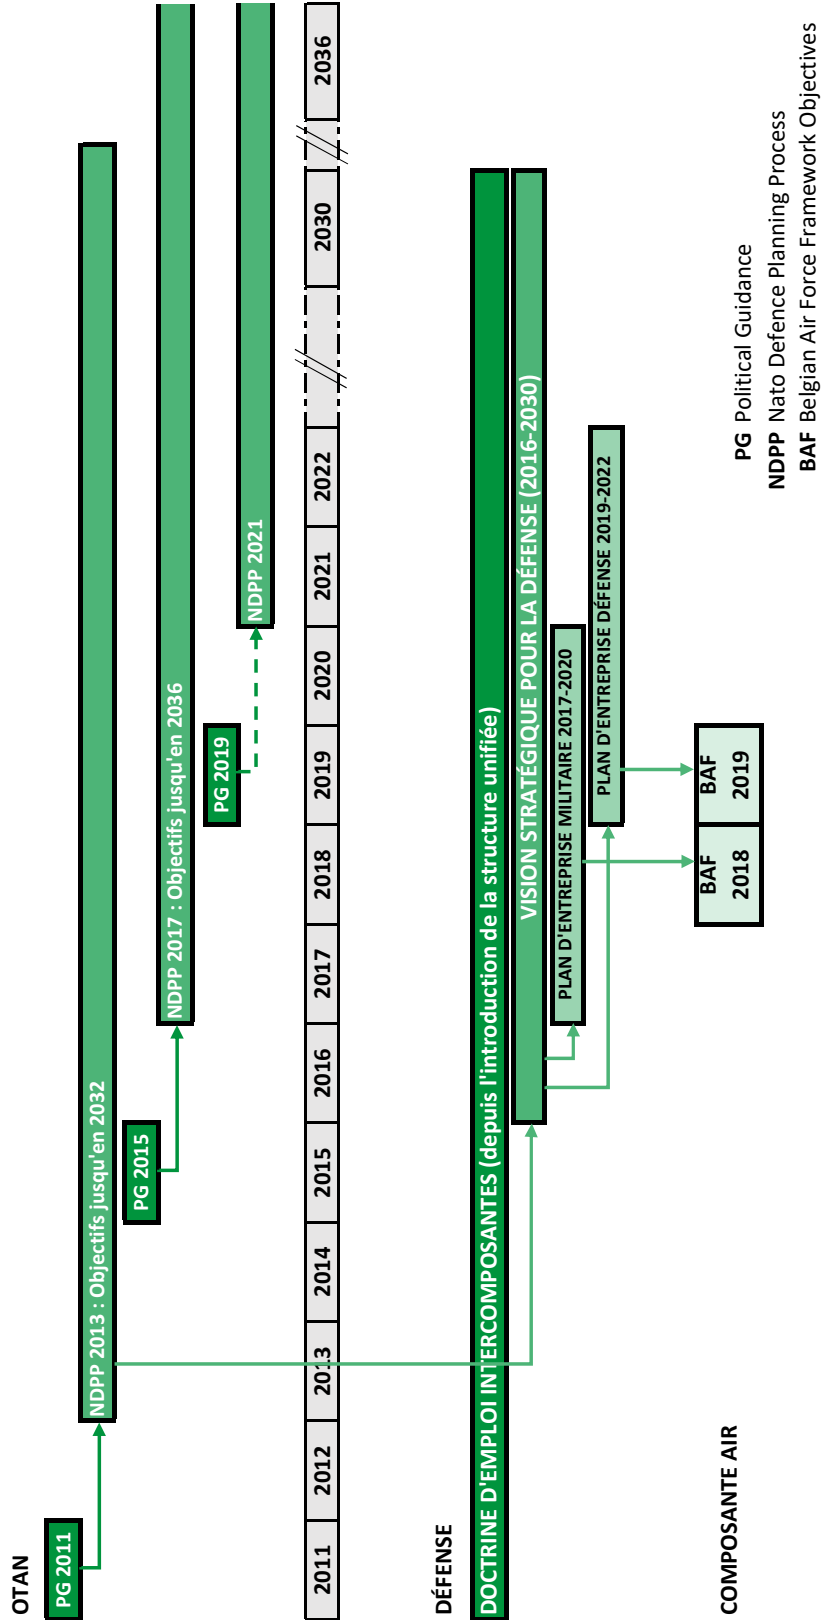 OTAN
PG 2011
NDPP 2013 : Objectifs jusqu'en 2032
PG 2015
NDPP 2017 : Objectifs jusqu'en 2036
PG 2019
NDPP 2021
2011
2012
2013
2014
2015
2016
2017
2018
2019
2020
2021
2022
2030
2036
DÉFENSE
DOCTRINE D'EMPLOI INTERCOMPOSANTES (depuis l'introduction de la structure unifiée)
VISION STRATÉGIQUE POUR LA DÉFENSE (2016-2030)
PLAN D'ENTREPRISE MILITAIRE 2017-2020
PLAN D'ENTREPRISE DÉFENSE 2019-2022
COMPOSANTE AIR
BAF
2018
BAF
2019
PG Political Guidance
NDPP Nato Defence Planning Process
BAF Belgian Air Force Framework Objectives